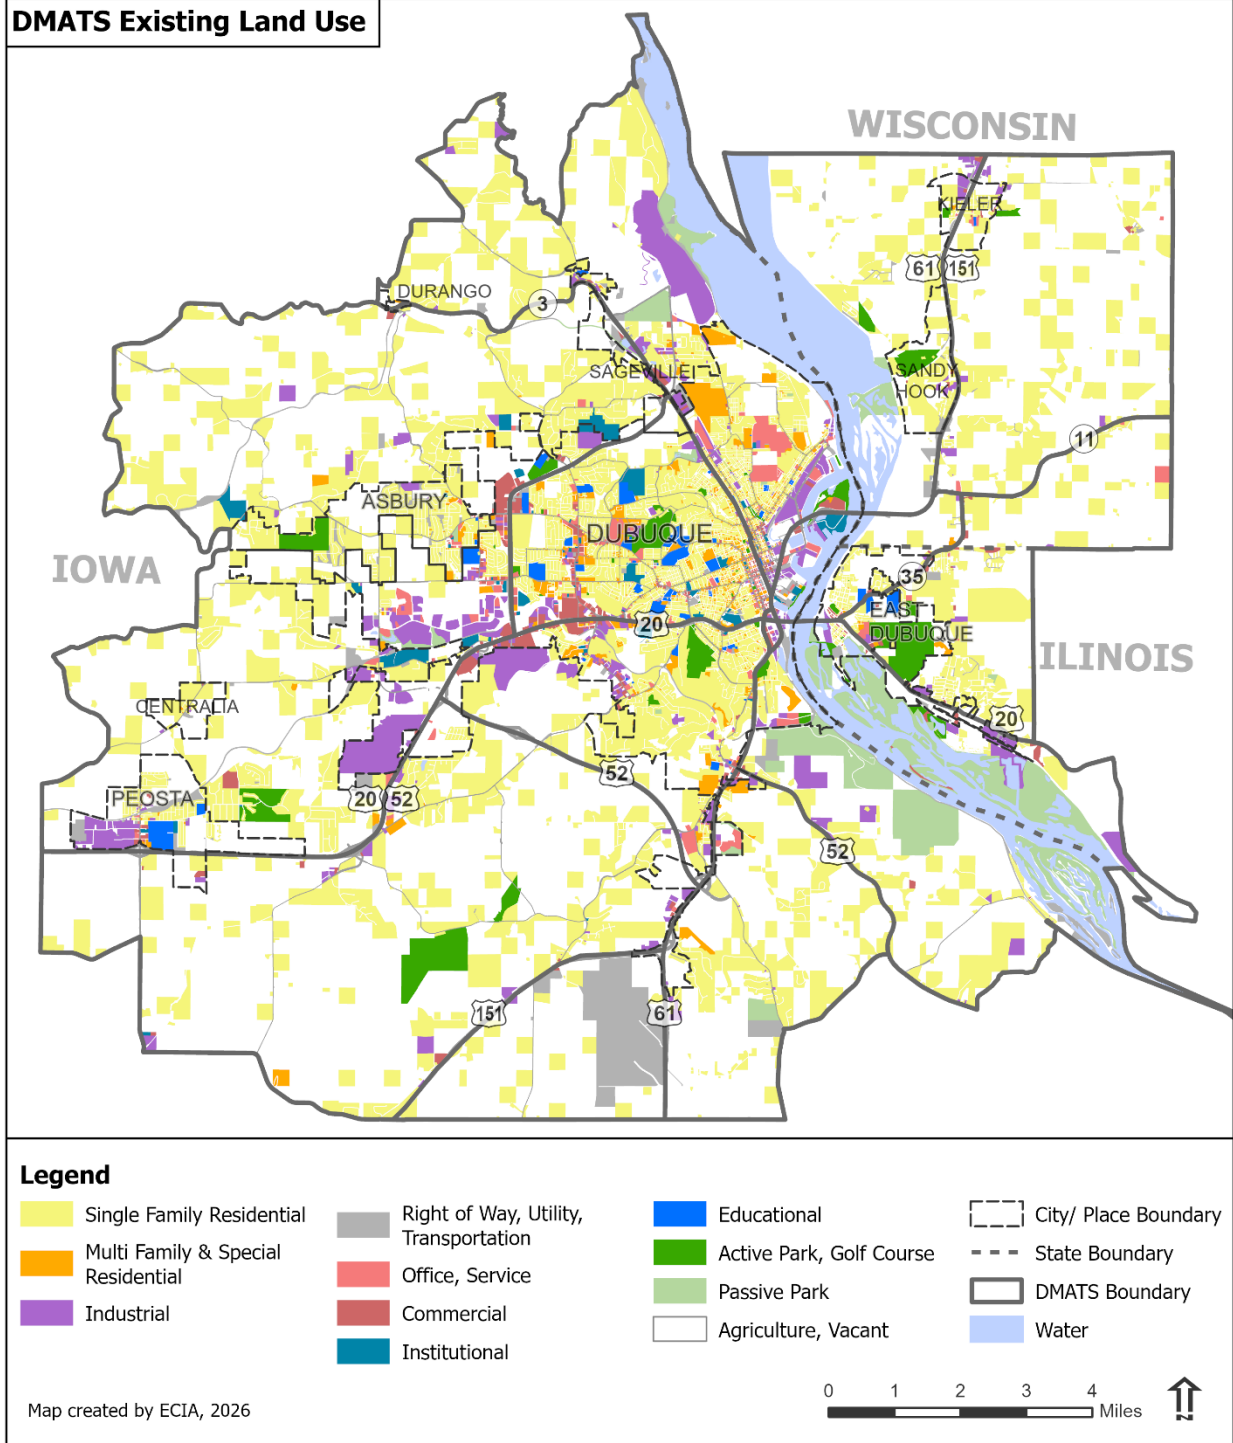 DMATS Existing Land Use
WISCONSIN
KIELER
61
151
DURANGO
3
SAGEVILLE
SANDY
HOOK
11
ASBURY
DUBUQUE
IOWA
35
EAST
DUBUQUE
20
ILINOIS
CENTRALIA
20
52
PEOSTA
20
52
52
151
61
Legend
Single Family Residential
Multi Family & Special
Residential
Industrial
Right of Way, Utility,
Transportation
Office, Service
Commercial
Institutional
Educational
Active Park, Golf Course
Passive Park
Agriculture, Vacant
City/ Place Boundary
State Boundary
DMATS Boundary
Water
Map created by ECIA, 2026
0 1 2 3 4
Miles
N